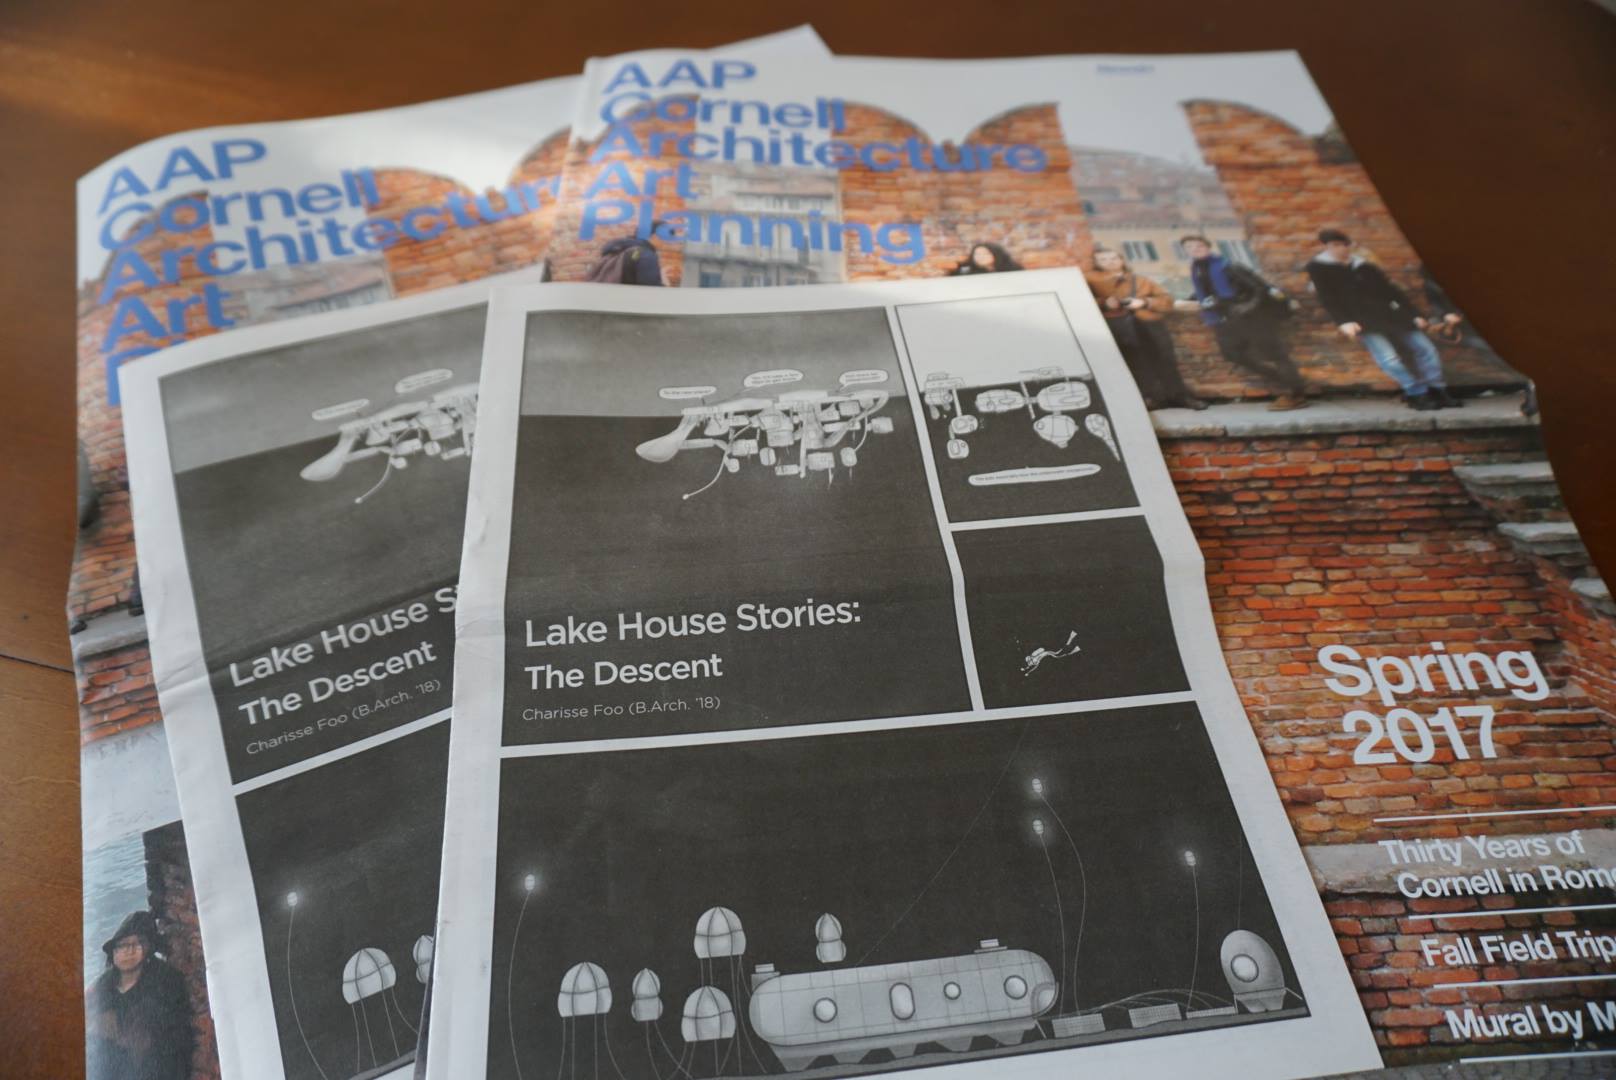 AAP
Cornell
Architecture
Art
AAP
Cornell
Architecture
Art
Planning
Lake House
The Descent
Charisse Foo (B.Arch. '18)
Lake House Stories:
The Descent
Charisse Foo (B.Arch. '18)
Spring
2017
Thirty Years of
Cornell in Rome
Fall Field Trip
Mural by M